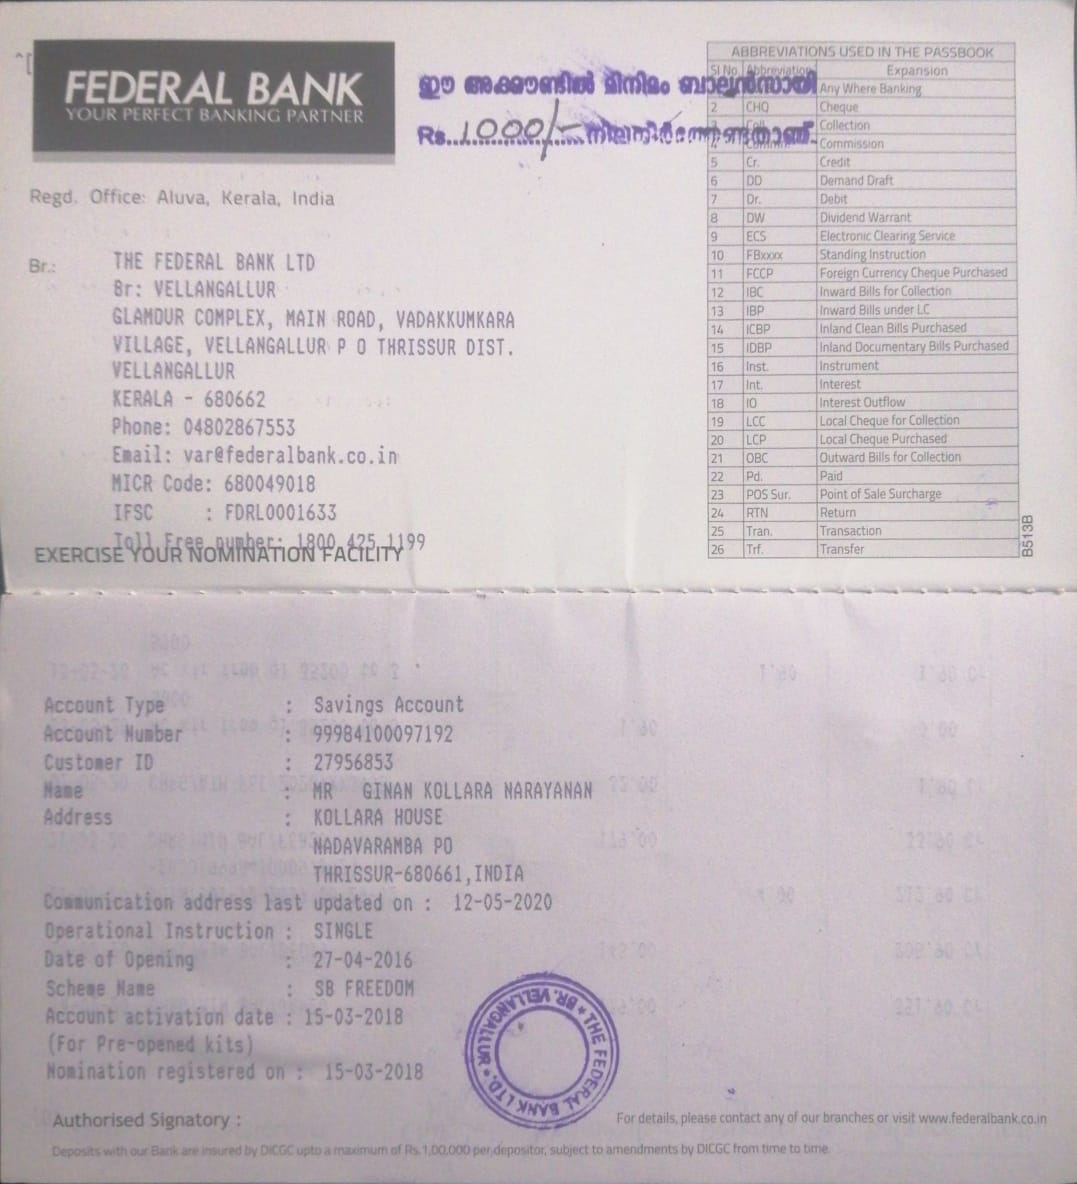 FEDERAL BANK
YOUR PERFECT BANKING PARTNER
Regd. Office: Aluva, Kerala, India
ഈ അക്കൗണ്ടിൽ മിനിമം ബാലൻസായി
Rs. 1000/- നിലനിർത്തേണ്ടതാണ്.
Br.: THE FEDERAL BANK LTD
Br: VELLANGALLUR
GLAMOUR COMPLEX, MAIN ROAD, VADAKKUMKARA
VILLAGE, VELLANGALLUR P O THRISSUR DIST.
VELLANGALLUR
KERALA - 680662
Phone: 04802867553
Email: var@federalbank.co.in
MICR Code: 680049018
IFSC : FDRL0001633
Toll Free number: 1800 425 1199
EXERCISE YOUR NOMINATION FACILITY
ABBREVIATIONS USED IN THE PASSBOOK
Sl No. Abbreviation Expansion
Any Where Banking
2 CHQ Cheque
3 Coll. Collection
4 Comm. Commission
5 Cr. Credit
6 DD Demand Draft
7 Dr. Debit
8 DW Dividend Warrant
9 ECS Electronic Clearing Service
10 FBxxxx Standing Instruction
11 FCCP Foreign Currency Cheque Purchased
12 IBC Inward Bills for Collection
13 IBP Inward Bills under LC
14 ICBP Inland Clean Bills Purchased
15 IDBP Inland Documentary Bills Purchased
16 Inst. Instrument
17 Int. Interest
18 IO Interest Outflow
19 LCC Local Cheque for Collection
20 LCP Local Cheque Purchased
21 OBC Outward Bills for Collection
22 Pd. Paid
23 POS Sur. Point of Sale Surcharge
24 RTN Return
25 Tran. Transaction
26 Trf. Transfer
B513B
Account Type : Savings Account
Account Number : 99984100097192
Customer ID : 27956853
Name : MR GINAN KOLLARA NARAYANAN
Address : KOLLARA HOUSE
NADAVARAMBA PO
THRISSUR-680661,INDIA
Communication address last updated on : 12-05-2020
Operational Instruction : SINGLE
Date of Opening : 27-04-2016
Scheme Name : SB FREEDOM
Account activation date : 15-03-2018
(For Pre-opened kits)
Nomination registered on : 15-03-2018
THE FEDERAL BANK LTD. * BR. VELLANGALLUR *
Authorised Signatory :
For details, please contact any of our branches or visit www.federalbank.co.in
Deposits with our Bank are insured by DICGC upto a maximum of Rs.1,00,000 per depositor, subject to amendments by DICGC from time to time.